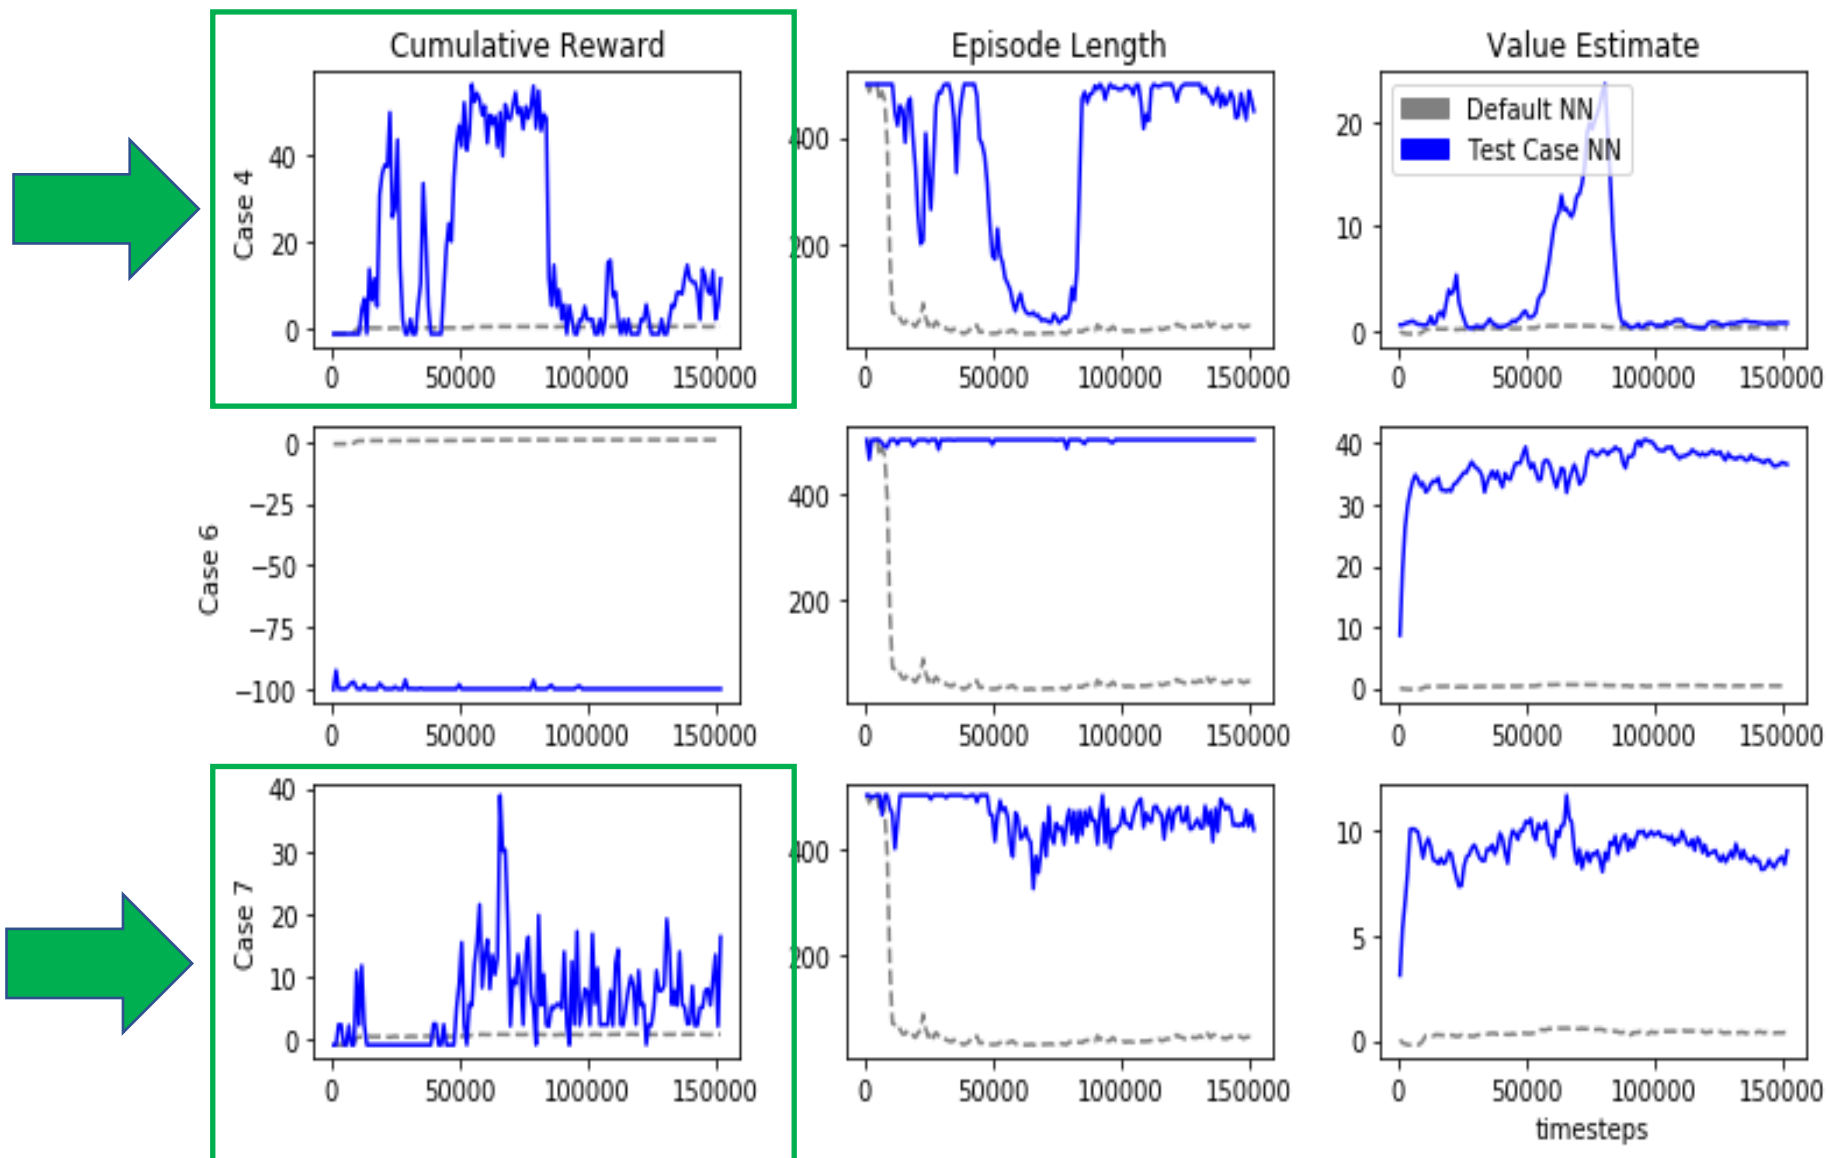 Cumulative Reward
Episode Length
Value Estimate
Case 4
40
20
0
0 50000 100000 150000
400
200
0 50000 100000 150000
20
10
0
Default NN
Test Case NN
0 50000 100000 150000
Case 6
0
−25
−50
−75
−100
0 50000 100000 150000
400
200
0 50000 100000 150000
40
30
20
10
0
0 50000 100000 150000
Case 7
40
30
20
10
0
0 50000 100000 150000
400
200
0 50000 100000 150000
10
5
0
0 50000 100000 150000
timesteps